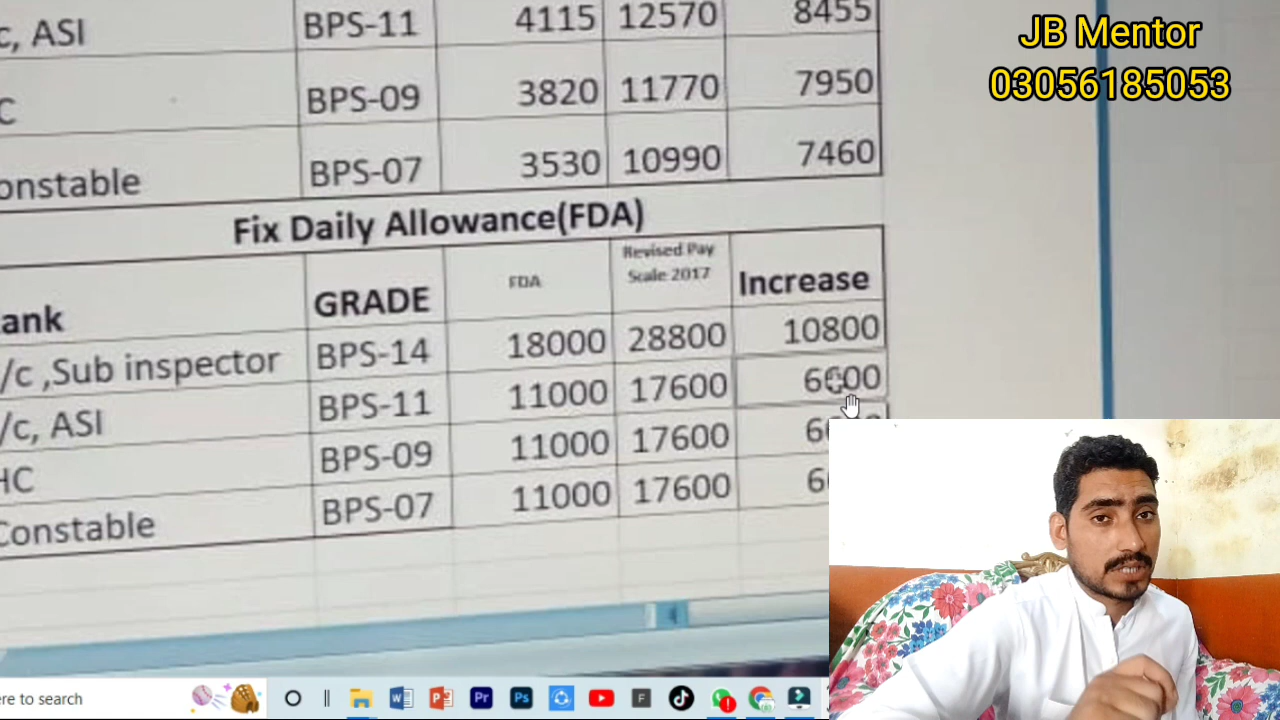 JB Mentor
03056185053
c, ASI BPS-11 4115 12570 8455
C BPS-09 3820 11770 7950
onstable BPS-07 3530 10990 7460
Fix Daily Allowance(FDA)
ank GRADE FDA Revised Pay Scale 2017 Increase
/c ,Sub inspector BPS-14 18000 28800 10800
/c, ASI BPS-11 11000 17600 6600
HC BPS-09 11000 17600
Constable BPS-07 11000 17600
ere to search